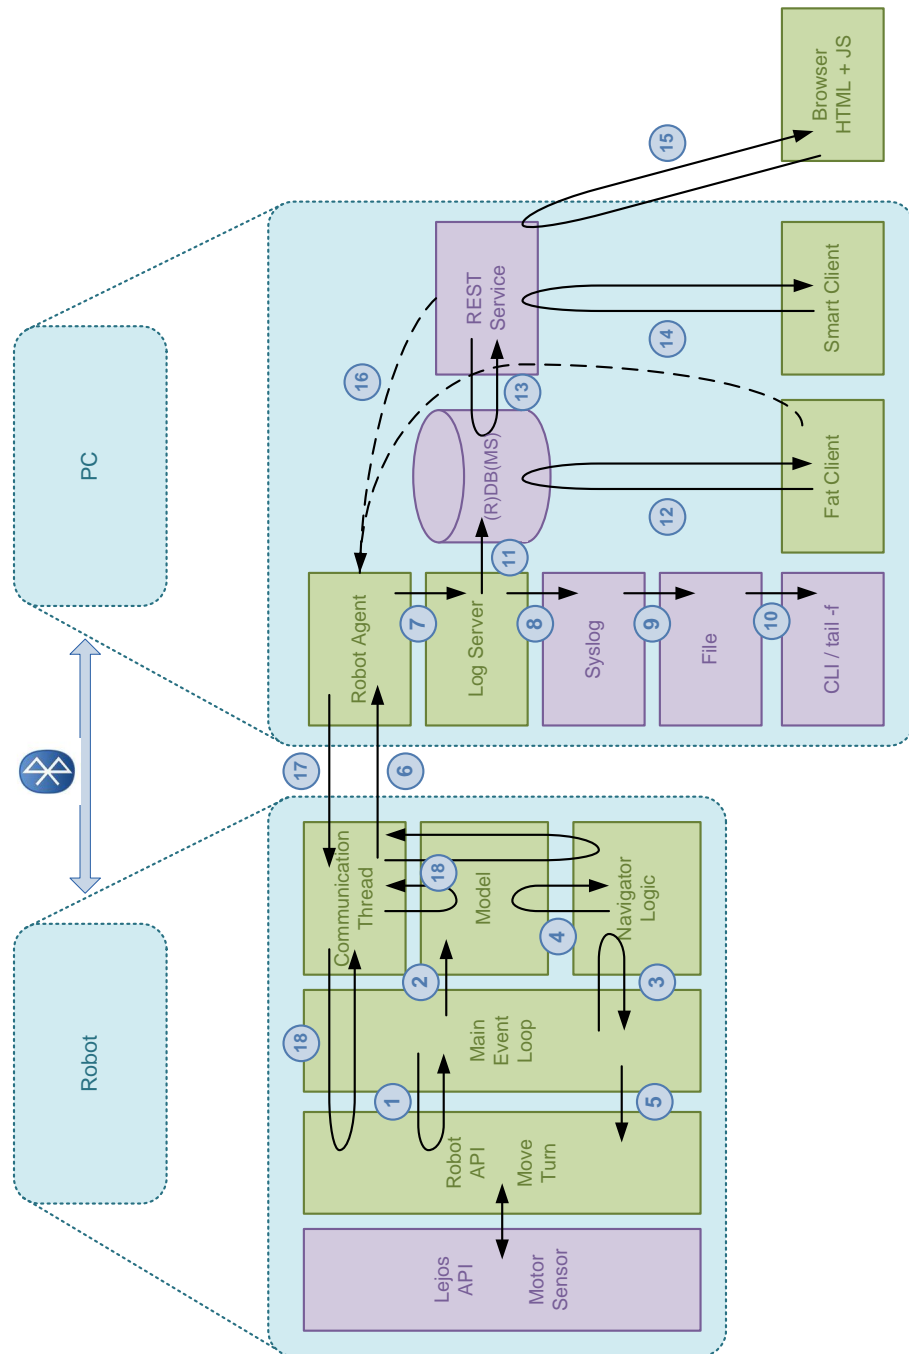 Robot
PC
Lejos
API
Motor
Sensor
Robot
API
Move
Turn
Main
Event
Loop
Communication
Thread
Model
Navigator
Logic
Robot Agent
Log Server
Syslog
File
CLI / tail -f
(R)DB(MS)
REST
Service
Fat Client
Smart Client
Browser
HTML + JS
1
2
3
4
5
6
7
8
9
10
11
12
13
14
15
16
17
18
18